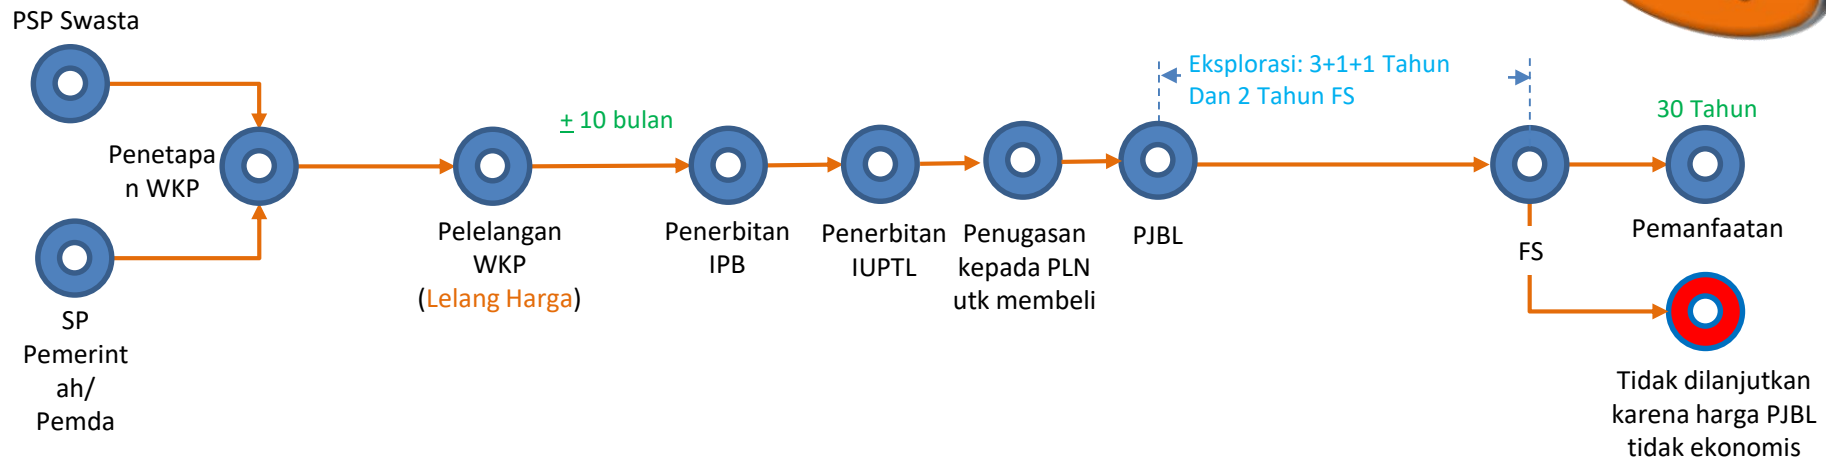 PSP Swasta
Penetapa
n WKP
SP
Pemerint
ah/
Pemda
Pelelangan
WKP
(Lelang Harga)
+ 10 bulan
Penerbitan
IPB
Penerbitan
IUPTL
Penugasan
kepada PLN
utk membeli
PJBL
Eksplorasi: 3+1+1 Tahun
Dan 2 Tahun FS
FS
30 Tahun
Pemanfaatan
Tidak dilanjutkan
karena harga PJBL
tidak ekonomis